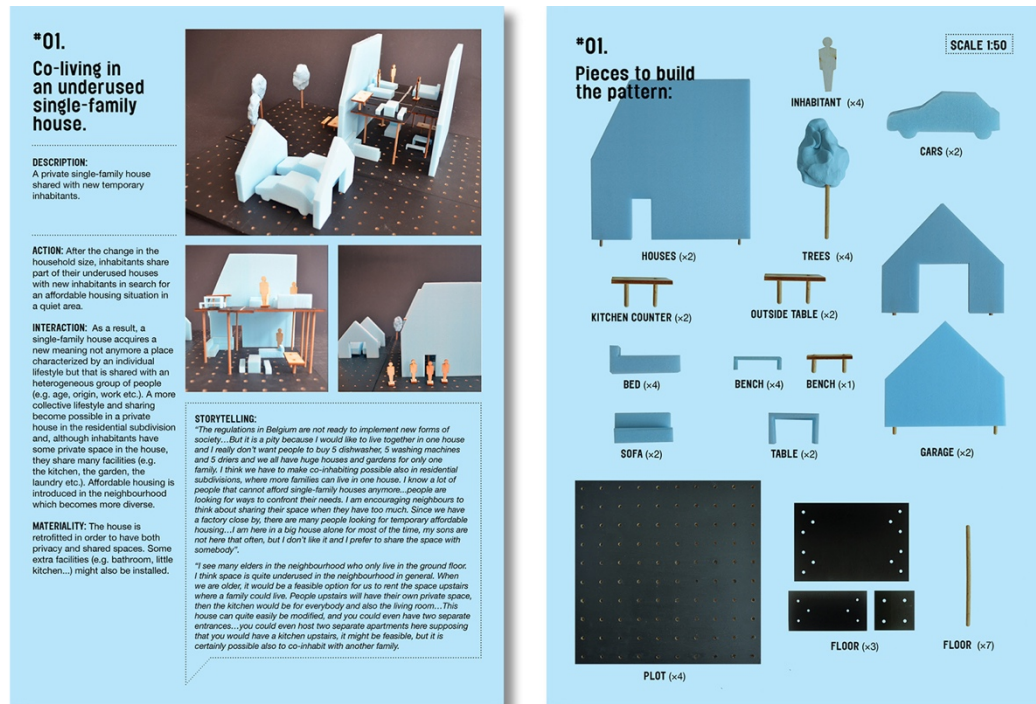 #01.
Co-living in
an underused
single-family
house.
DESCRIPTION:
A private single-family house
shared with new temporary
inhabitants.
ACTION: After the change in the
household size, inhabitants share
part of their underused houses
with new inhabitants in search for
an affordable housing situation in
a quiet area.
INTERACTION: As a result, a
single-family house acquires a
new meaning not anymore a place
characterized by an individual
lifestyle but that is shared with an
heterogeneous group of people
(e.g. age, origin, work etc.). A more
collective lifestyle and sharing
become possible in a private
house in the residential subdivision
and, although inhabitants have
some private space in the house,
they share many facilities (e.g.
the kitchen, the garden, the
laundry etc.). Affordable housing is
introduced in the neighbourhood
which becomes more diverse.
MATERIALITY: The house is
retrofitted in order to have both
privacy and shared spaces. Some
extra facilities (e.g. bathroom, little
kitchen...) might also be installed.
STORYTELLING:
"The regulations in Belgium are not ready to implement new forms of
society...But it is a pity because I would like to live together in one house
and I really don't want people to buy 5 dishwasher, 5 washing machines
and 5 driers and we all have huge houses and gardens for only one
family. I think we have to make co-inhabiting possible also in residential
subdivisions, where more families can live in one house. I know a lot of
people that cannot afford single-family houses anymore...people are
looking for ways to confront their needs. I am encouraging neighbours to
think about sharing their space when they have too much. Since we have
a factory close by, there are many people looking for temporary affordable
housing...I am here in a big house alone for most of the time, my sons are
not here that often, but I don't like it and I prefer to share the space with
somebody".
"I see many elders in the neighbourhood who only live in the ground floor.
I think space is quite underused in the neighbourhood in general. When
we are older, it would be a feasible option for us to rent the space upstairs
where a family could live. People upstairs will have their own private space,
then the kitchen would be for everybody and also the living room...This
house can quite easily be modified, and you could even have two separate
entrances...you could even host two separate apartments here supposing
that you would have a kitchen upstairs, it might be feasible, but it is
certainly possible also to co-inhabit with another family.
#01.
Pieces to build
the pattern:
SCALE 1:50
INHABITANT (×4)
CARS (×2)
HOUSES (×2)
TREES (×4)
KITCHEN COUNTER (×2)
OUTSIDE TABLE (×2)
BED (×4)
BENCH (×4)
BENCH (×1)
SOFA (×2)
TABLE (×2)
GARAGE (×2)
FLOOR (×3)
FLOOR (×7)
PLOT (×4)